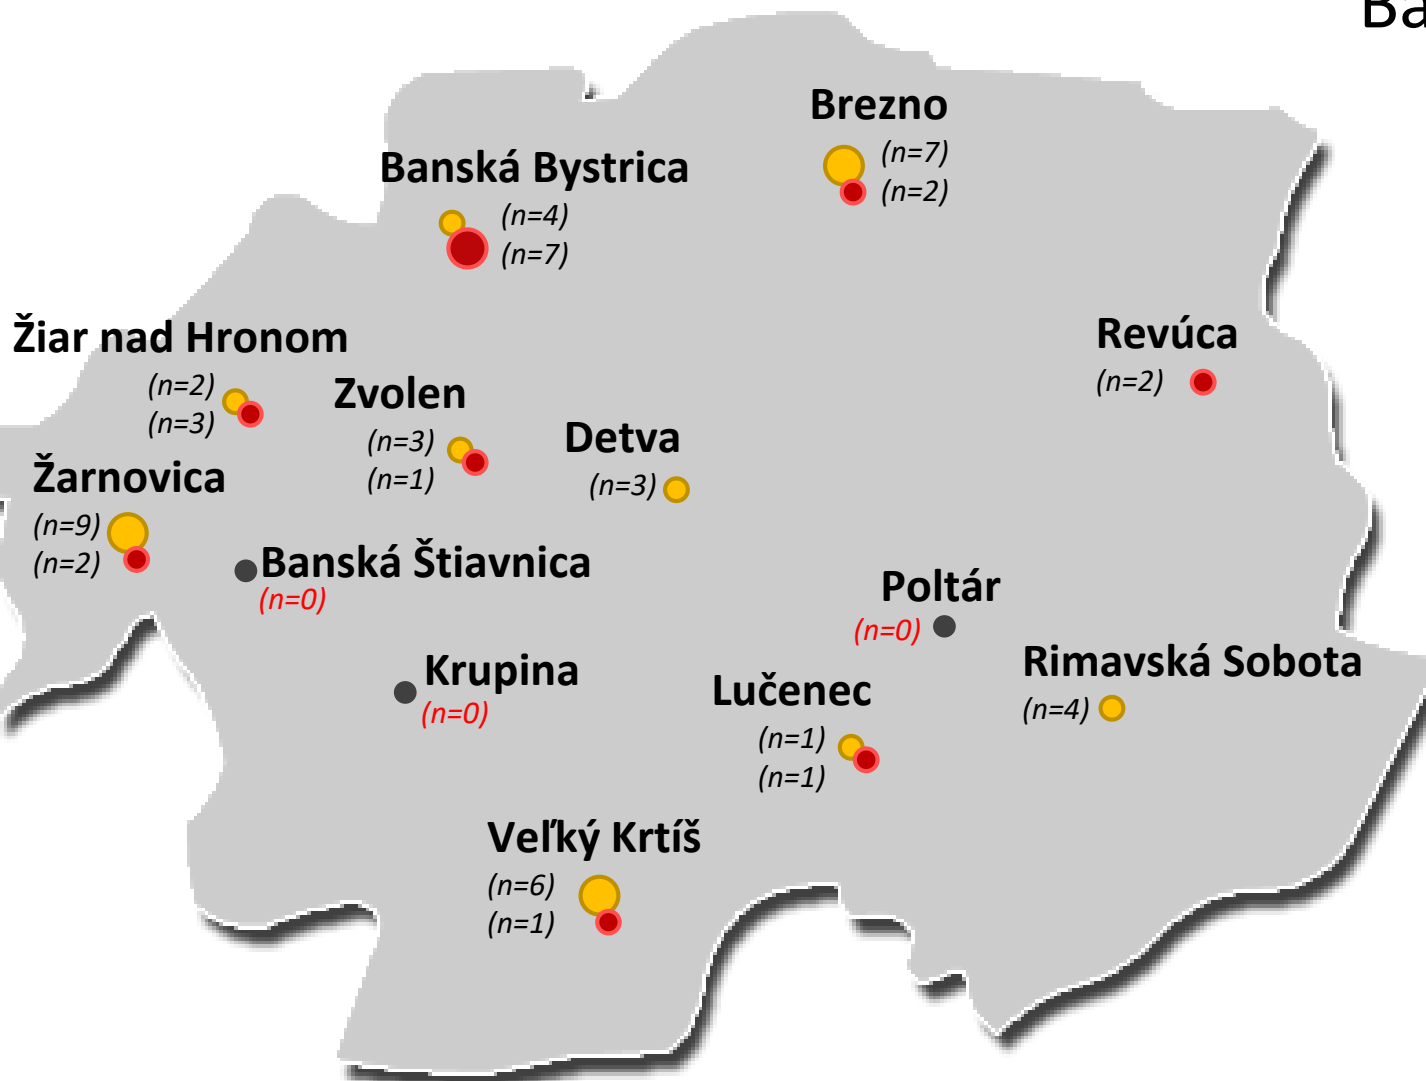 Ba
Brezno
(n=7)
(n=2)
Banská Bystrica
(n=4)
(n=7)
Žiar nad Hronom
(n=2)
(n=3)
Revúca
(n=2)
Zvolen
(n=3)
(n=1)
Detva
(n=3)
Žarnovica
(n=9)
(n=2)
Banská Štiavnica
(n=0)
Poltár
(n=0)
Krupina
(n=0)
Rimavská Sobota
(n=4)
Lučenec
(n=1)
(n=1)
Veľký Krtíš
(n=6)
(n=1)